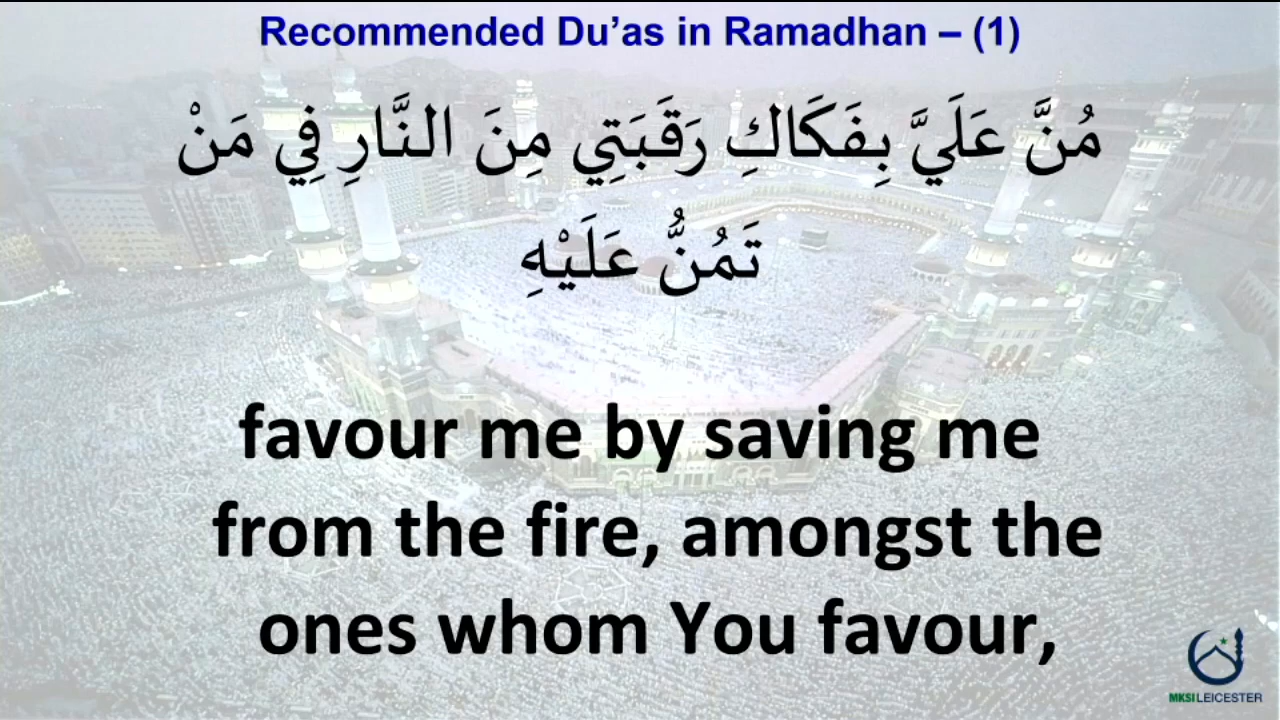 Recommended Du’as in Ramadhan – (1)
مُنَّ عَلَيَّ بِفَكَاكِ رَقَبَتِي مِنَ النَّارِ فِي مَنْ
تَمُنُّ عَلَيْهِ
favour me by saving me
from the fire, amongst the
ones whom You favour,
MKSI LEICESTER